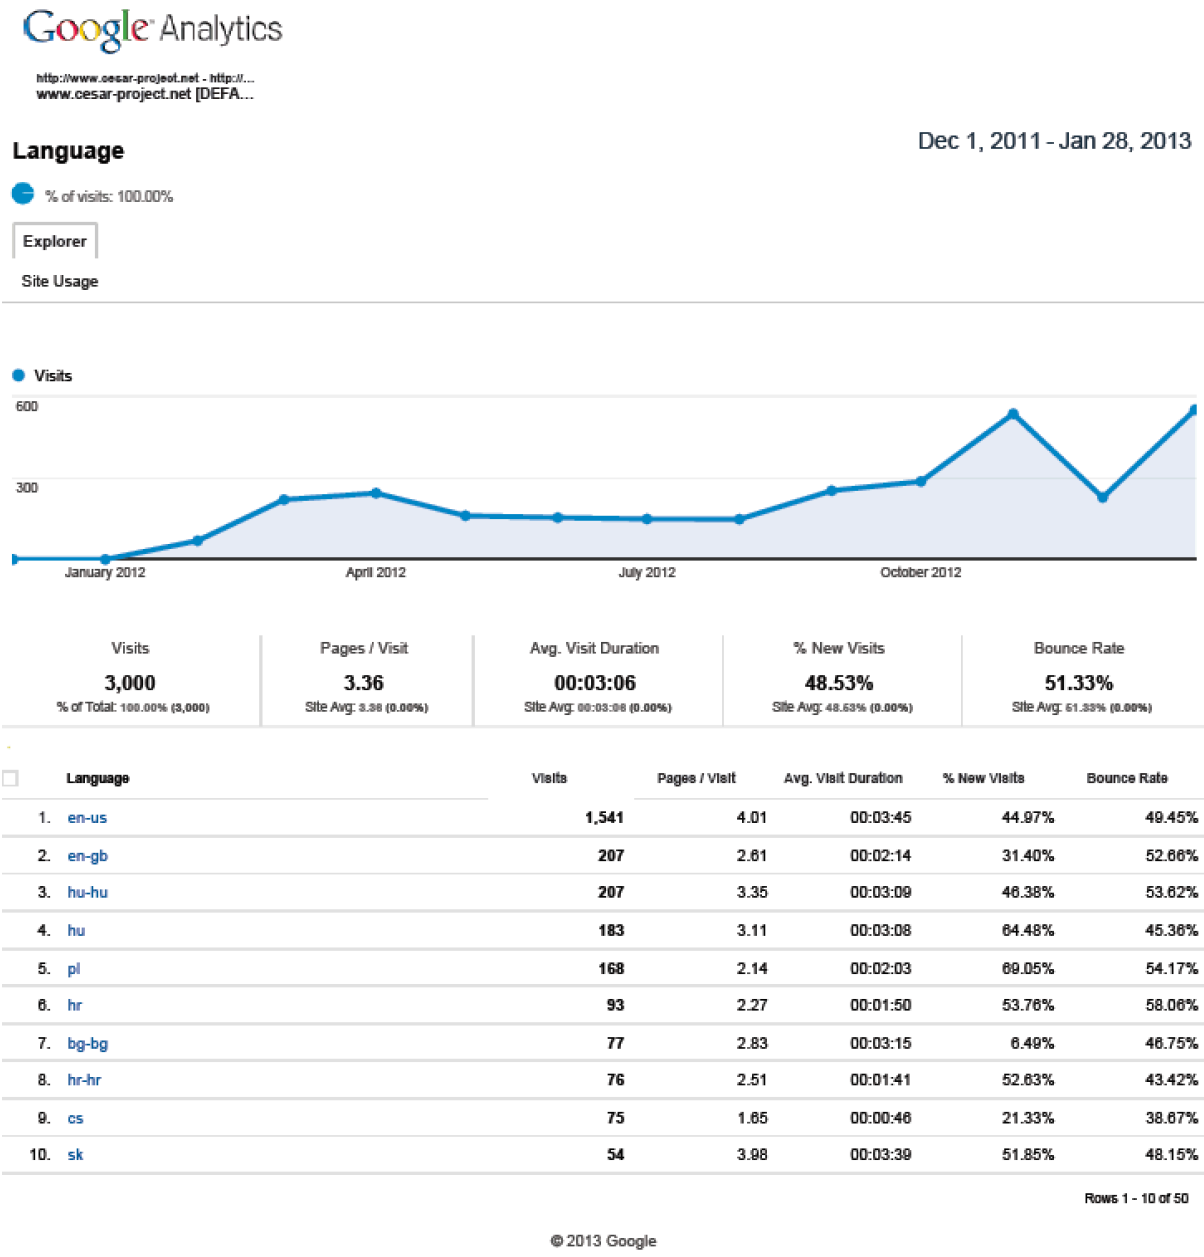 Google Analytics
http://www.cesar-project.net - http://...
www.cesar-project.net [DEFA...
Language
Dec 1, 2011 - Jan 28, 2013
% of visits: 100.00%
Explorer
Site Usage
Visits
600
300
January 2012 April 2012 July 2012 October 2012
Visits Pages / Visit Avg. Visit Duration % New Visits Bounce Rate
3,000 3.36 00:03:06 48.53% 51.33%
% of Total: 100.00% (3,000) Site Avg: 3.36 (0.00%) Site Avg: 00:03:06 (0.00%) Site Avg: 48.53% (0.00%) Site Avg: 51.33% (0.00%)
Language Visits Pages / Visit Avg. Visit Duration % New Visits Bounce Rate
1. en-us 1,541 4.01 00:03:45 44.97% 49.45%
2. en-gb 207 2.61 00:02:14 31.40% 52.66%
3. hu-hu 207 3.35 00:03:09 46.38% 53.62%
4. hu 183 3.11 00:03:08 64.48% 45.36%
5. pl 168 2.14 00:02:03 69.05% 54.17%
6. hr 93 2.27 00:01:50 53.76% 58.06%
7. bg-bg 77 2.83 00:03:15 6.49% 46.75%
8. hr-hr 76 2.51 00:01:41 52.63% 43.42%
9. cs 75 1.65 00:00:46 21.33% 38.67%
10. sk 54 3.98 00:03:39 51.85% 48.15%
Rows 1 - 10 of 50
© 2013 Google